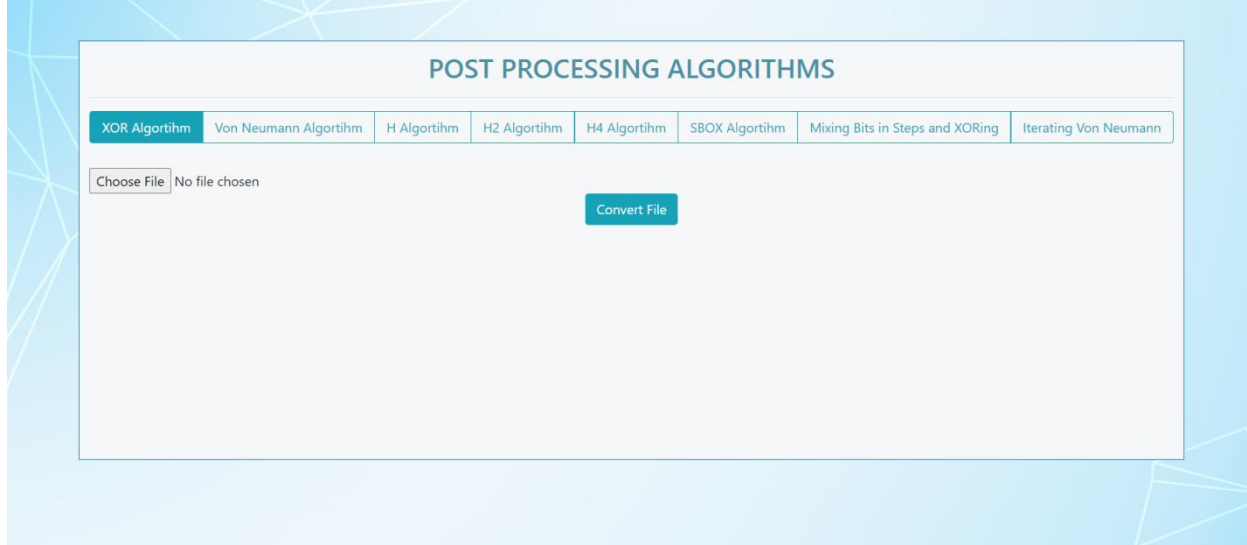 POST PROCESSING ALGORITHMS
XOR Algortihm Von Neumann Algortihm H Algortihm H2 Algortihm H4 Algortihm SBOX Algortihm Mixing Bits in Steps and XORing Iterating Von Neumann
Choose File No file chosen
Convert File